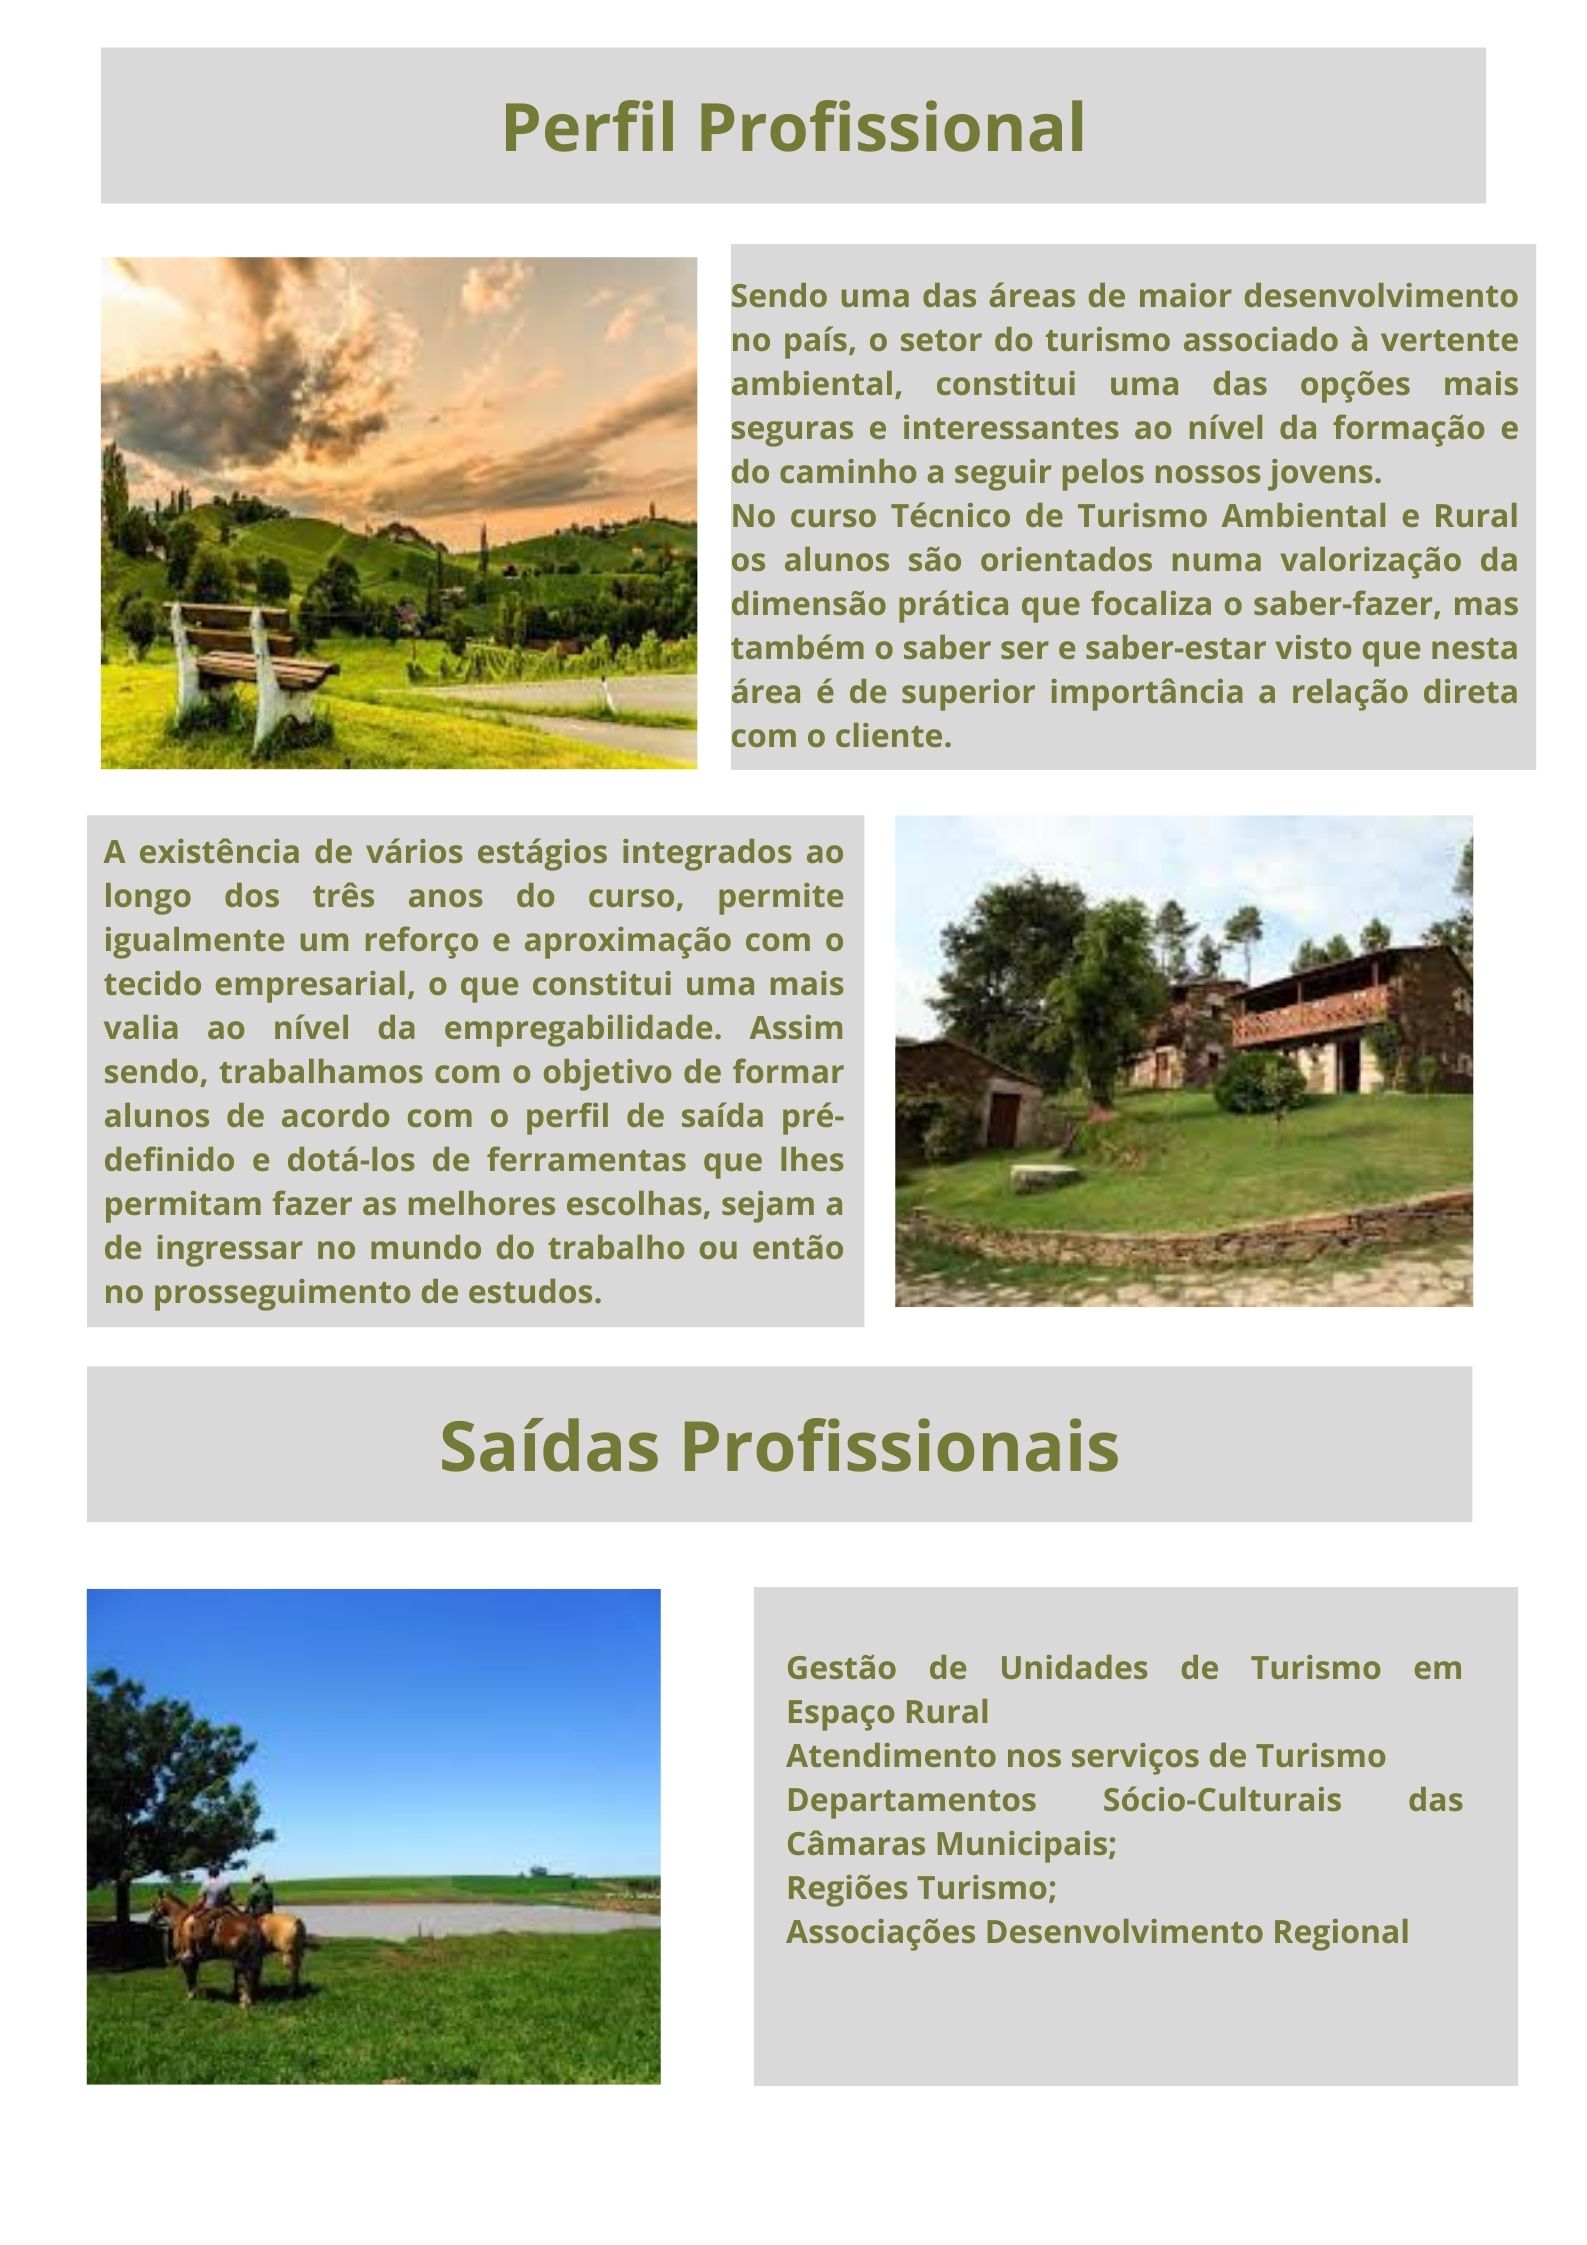 Perfil Profissional
Sendo uma das áreas de maior desenvolvimento
no país, o setor do turismo associado à vertente
ambiental, constitui uma das opções mais
seguras e interessantes ao nível da formação e
do caminho a seguir pelos nossos jovens.
No curso Técnico de Turismo Ambiental e Rural
os alunos são orientados numa valorização da
dimensão prática que focaliza o saber-fazer, mas
também o saber ser e saber-estar visto que nesta
área é de superior importância a relação direta
com o cliente.
A existência de vários estágios integrados ao
longo dos três anos do curso, permite
igualmente um reforço e aproximação com o
tecido empresarial, o que constitui uma mais
valia ao nível da empregabilidade. Assim
sendo, trabalhamos com o objetivo de formar
alunos de acordo com o perfil de saída pré-
definido e dotá-los de ferramentas que lhes
permitam fazer as melhores escolhas, sejam a
de ingressar no mundo do trabalho ou então
no prosseguimento de estudos.
Saídas Profissionais
Gestão de Unidades de Turismo em
Espaço Rural
Atendimento nos serviços de Turismo
Departamentos Sócio-Culturais das
Câmaras Municipais;
Regiões Turismo;
Associações Desenvolvimento Regional